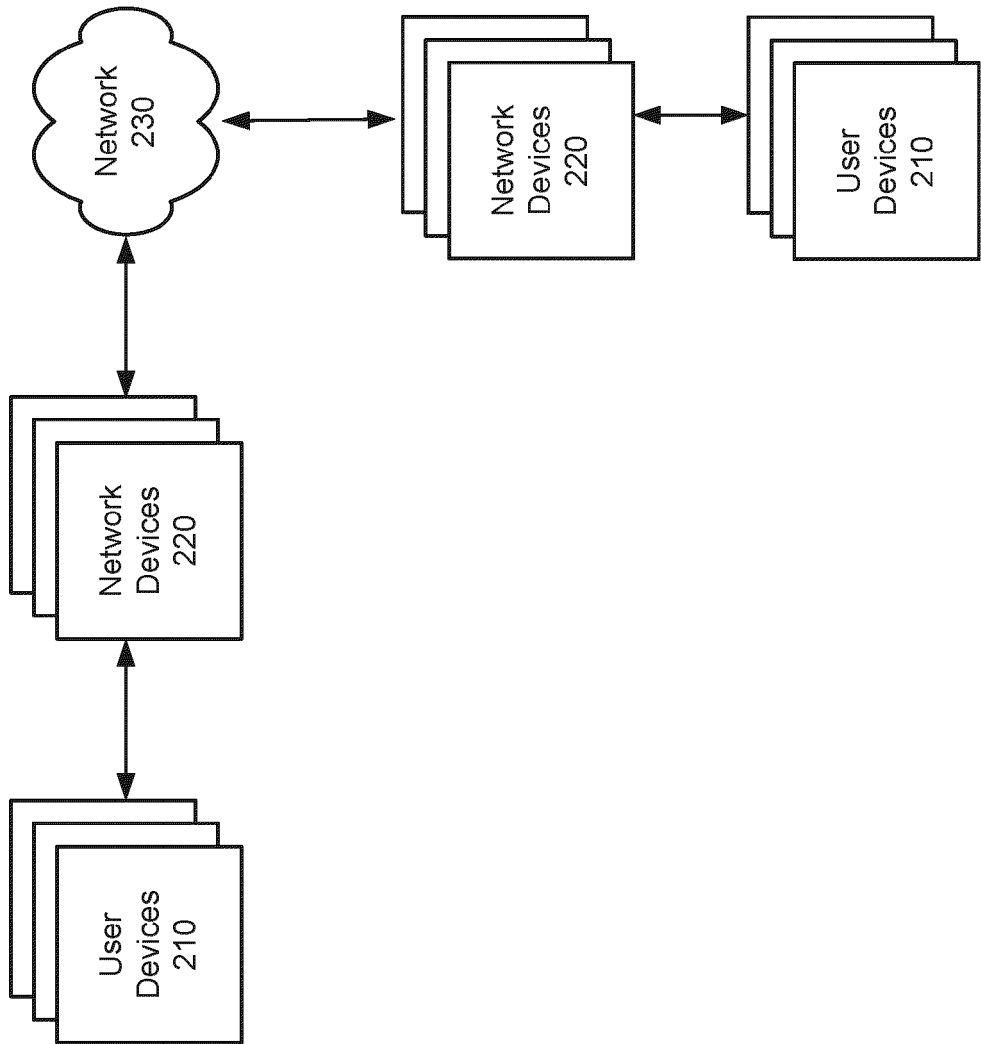 User
Devices
210
Network
Devices
220
Network
230
Network
Devices
220
User
Devices
210